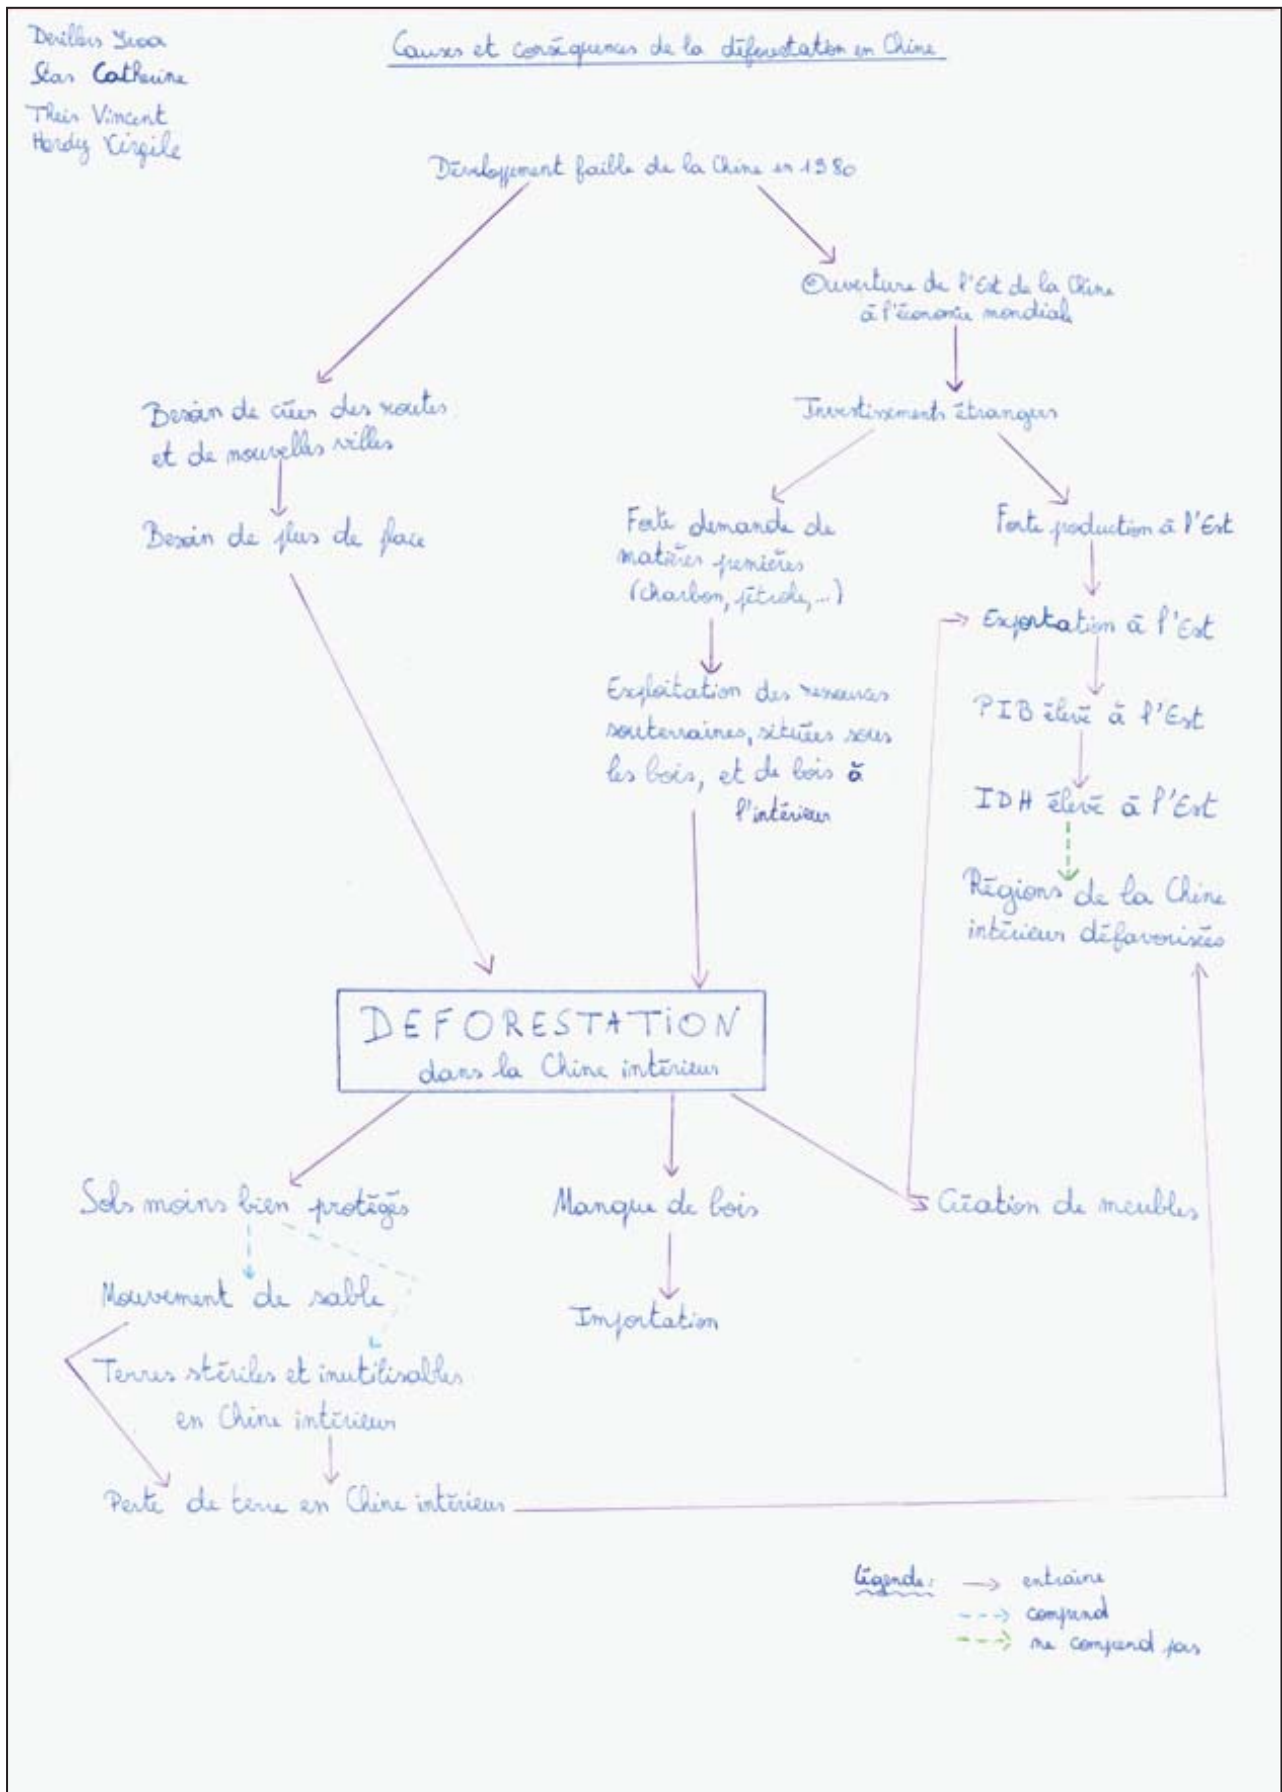 Causes et conséquences de la déforestation en Chine
Catherine
Theis Vincent
Hardy Virgile
Développement faible de la Chine en 1980
Ouverture de l'Est de la Chine
à l'économie mondiale
Besoin de créer des routes
et de nouvelles villes
Besoin de plus de place
Investissements étrangers
Forte demande de
matières premières
(charbon, pétrole, ...)
Exploitation des ressources
souterraines, situées sous
les bois, et de bois à
l'intérieur
Forte production à l'Est
Exportation à l'Est
PIB élevé à l'Est
IDH élevé à l'Est
Régions de la Chine
intérieur défavorisées
DEFORESTATION
dans la Chine intérieur
Sols moins bien protégés
Mouvement de sable
Terres stériles et inutilisables
en Chine intérieur
Perte de terre en Chine intérieur
Manque de bois
Importation
Création de meubles
Légende:
entraine
comprend
ne comprend pas